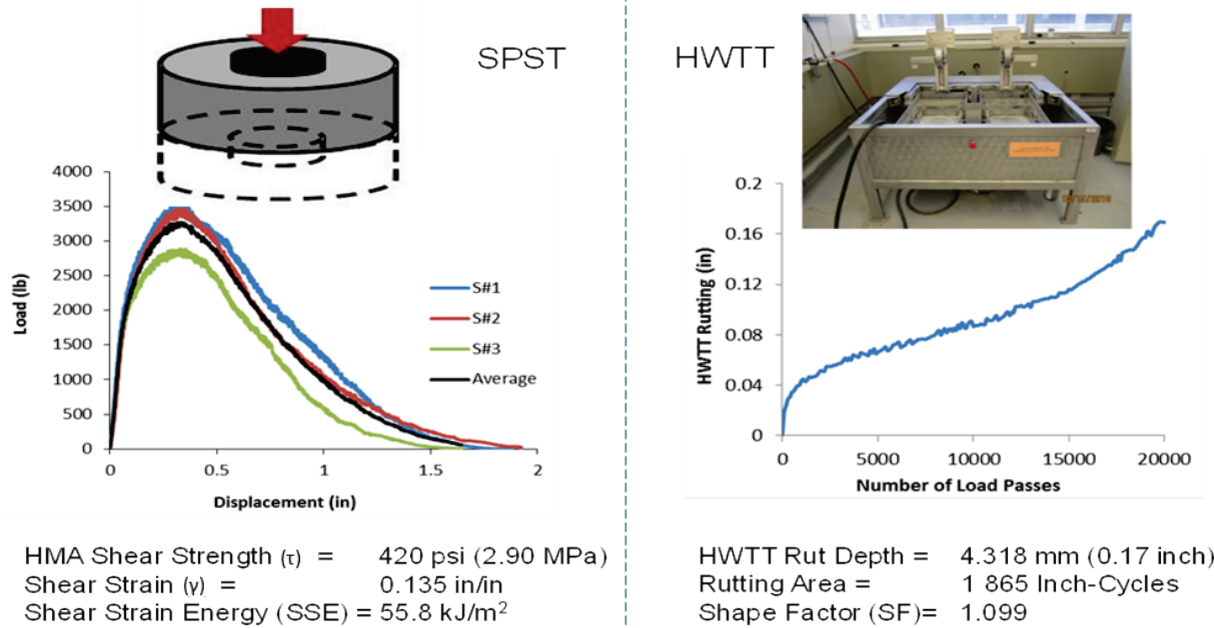 SPST
4000
3500
3000
2500
2000
1500
1000
500
0
Load (lb)
S#1
S#2
S#3
Average
0 0.5 1 1.5 2
Displacement (in)
HMA Shear Strength (τ) = 420 psi (2.90 MPa)
Shear Strain (γ) = 0.135 in/in
Shear Strain Energy (SSE) = 55.8 kJ/m²
HWTT
0.2
0.16
0.12
0.08
0.04
0
HWTT Rutting (in)
0 5000 10000 15000 20000
Number of Load Passes
HWTT Rut Depth = 4.318 mm (0.17 inch)
Rutting Area = 1 865 Inch-Cycles
Shape Factor (SF)= 1.099